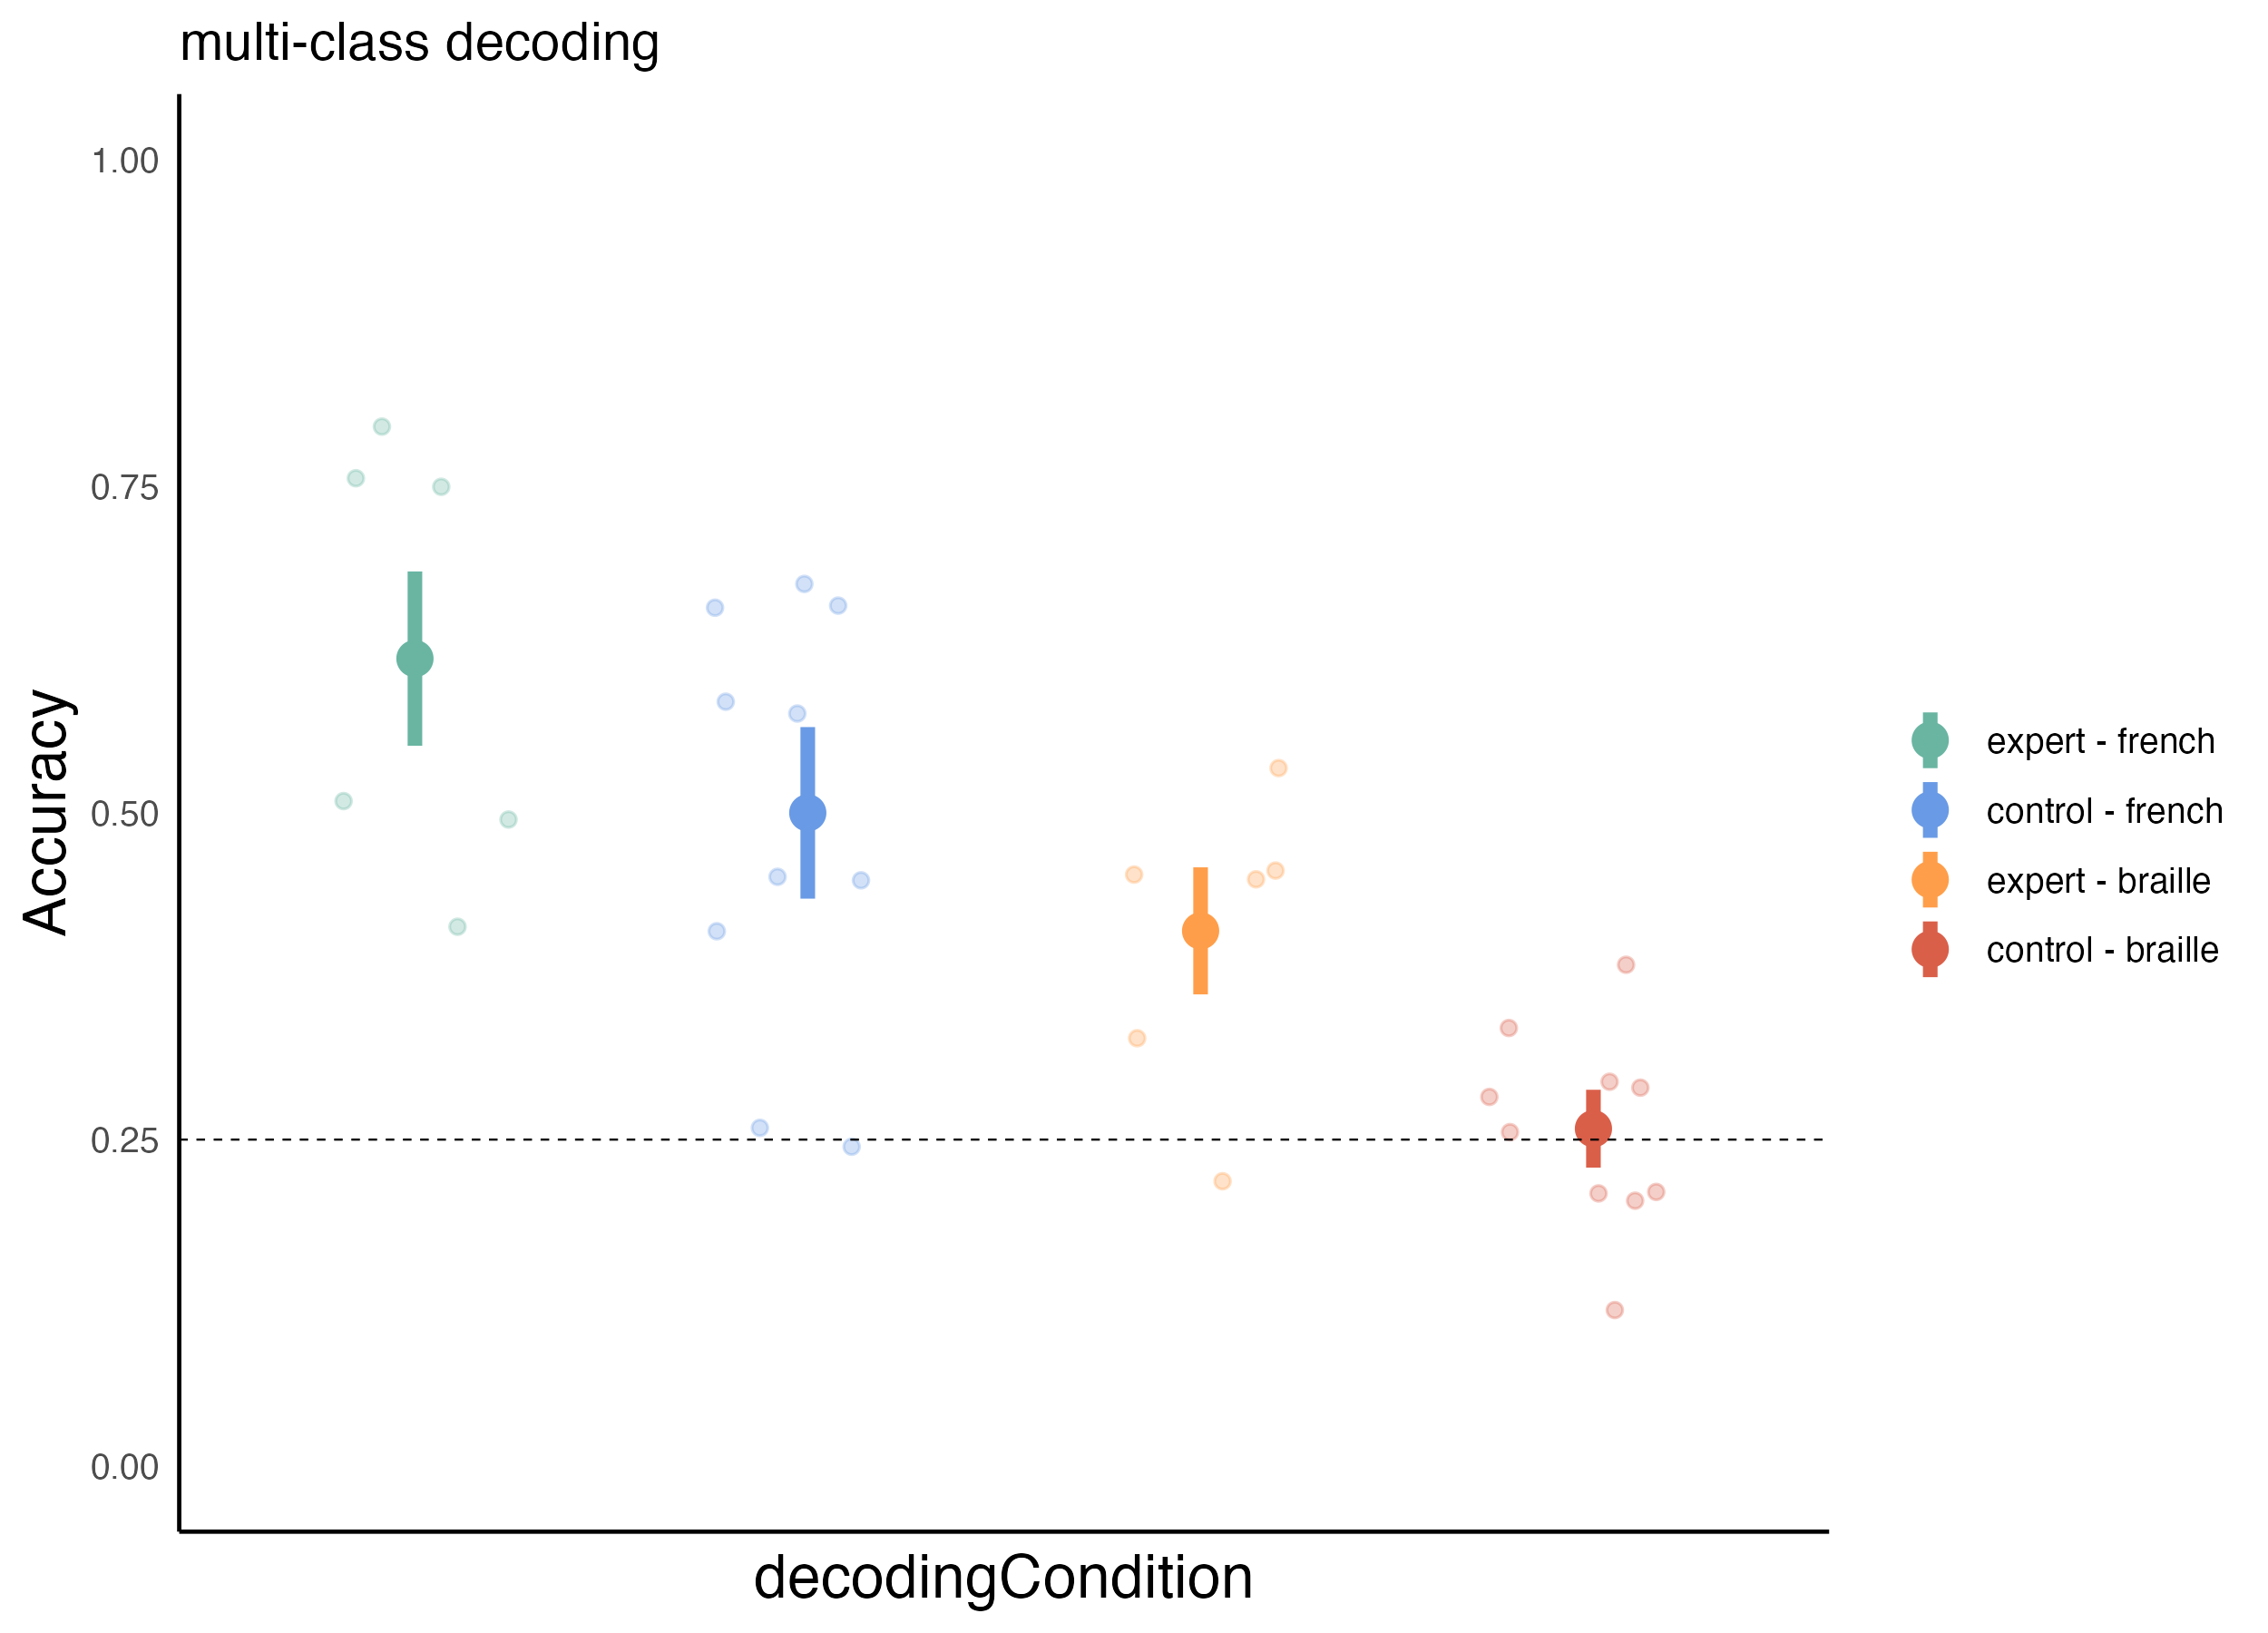 multi-class decoding
1.00
0.75
0.50
0.25
0.00
Accuracy
decodingCondition
expert - french
control - french
expert - braille
control - braille